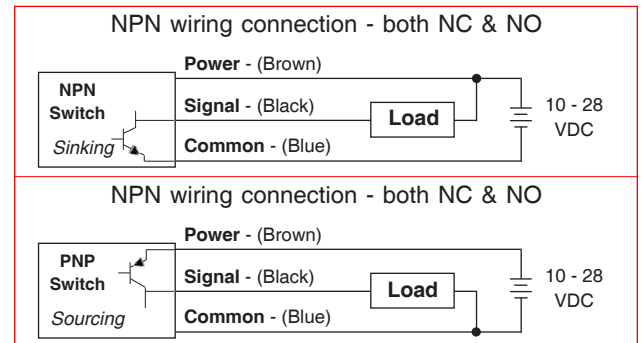 NPN wiring connection - both NC & NO
Power - (Brown)
NPN
Switch
Signal - (Black)
Load
10 - 28
VDC
Sinking
Common - (Blue)
NPN wiring connection - both NC & NO
Power - (Brown)
PNP
Switch
Signal - (Black)
Load
10 - 28
VDC
Sourcing
Common - (Blue)